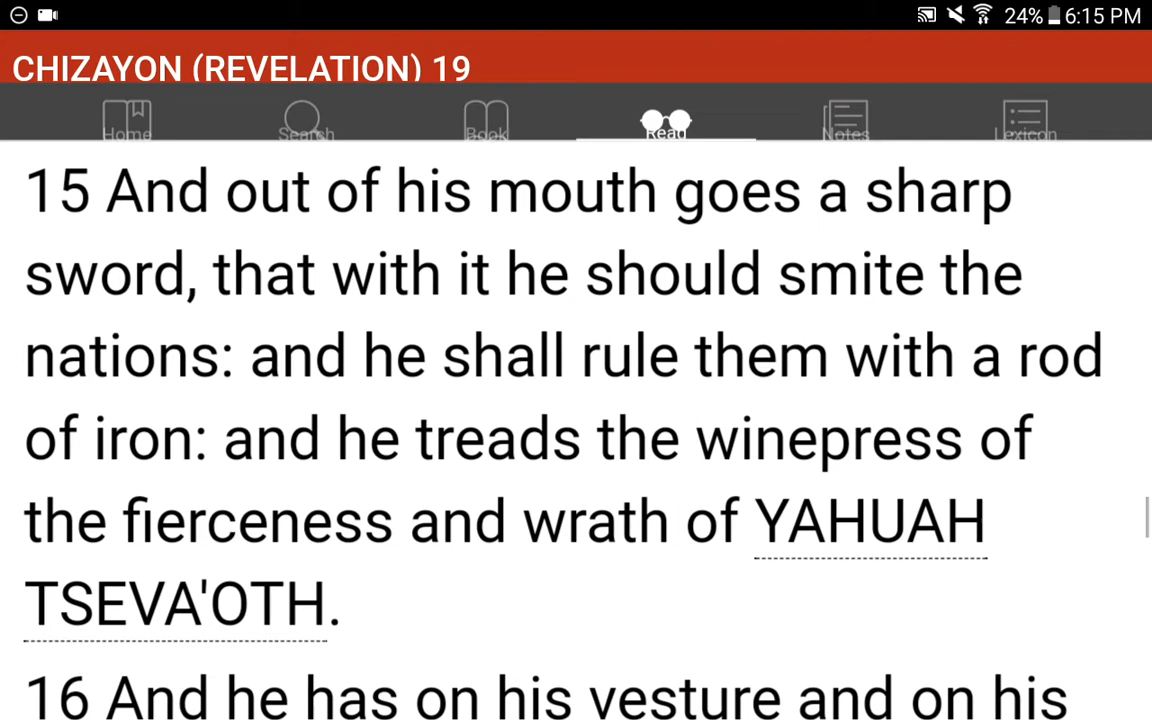 24% 6:15 PM
CHIZAYON (REVELATION) 19
Home Search Book Read Notes Lexicon
15 And out of his mouth goes a sharp
sword, that with it he should smite the
nations: and he shall rule them with a rod
of iron: and he treads the winepress of
the fierceness and wrath of YAHUAH
TSEVA'OTH.
16 And he has on his vesture and on his